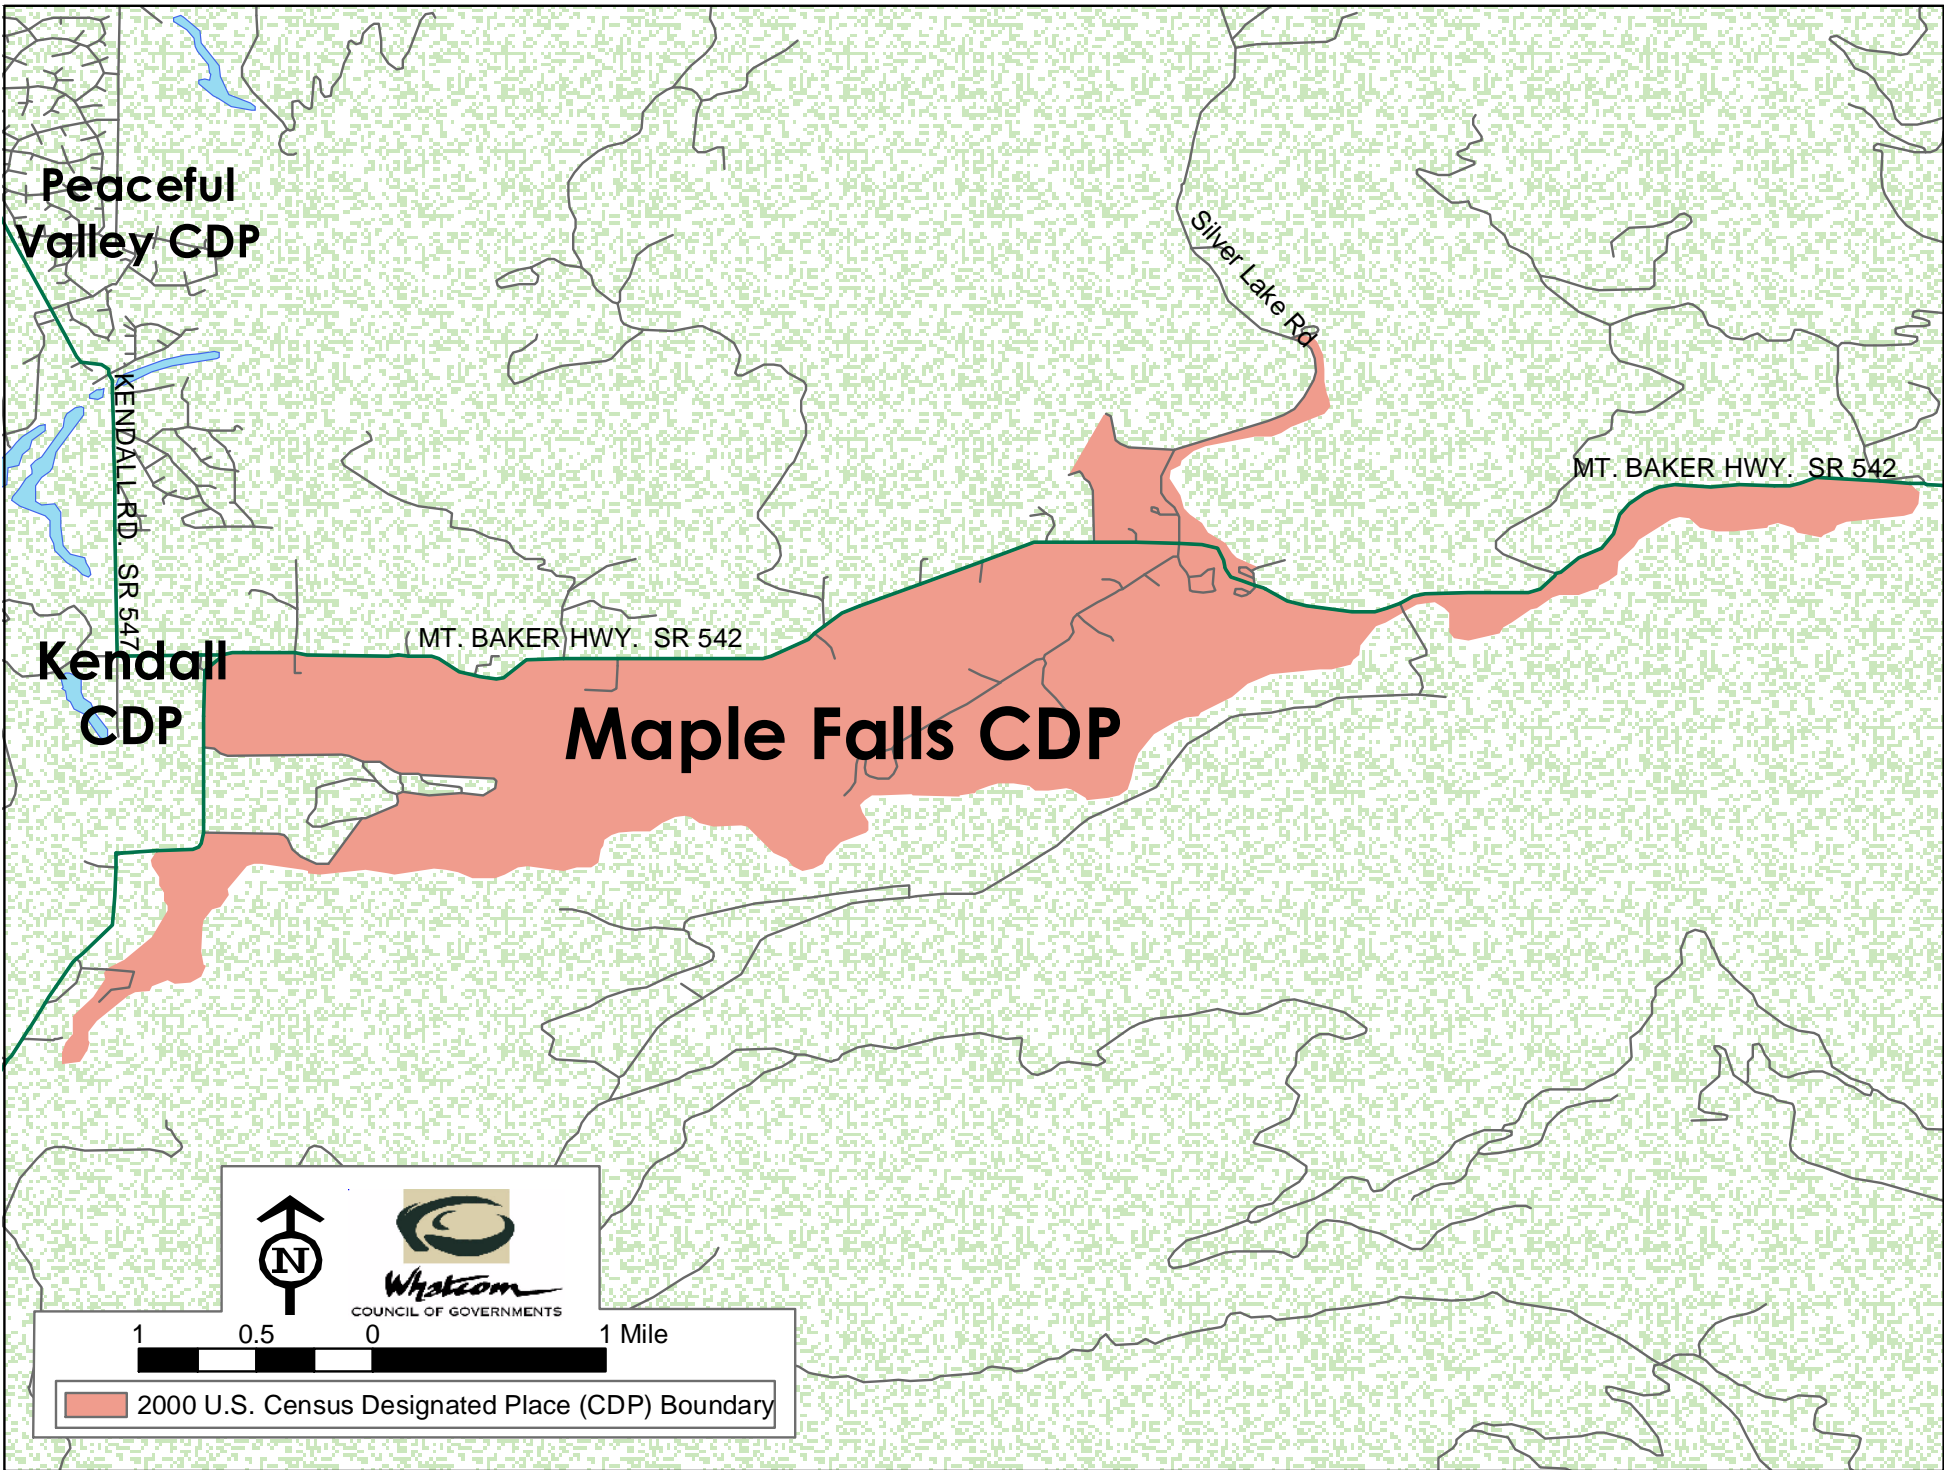 Peaceful
Valley CDP
Silver Lake Rd
KENDALL RD. SR 547
MT. BAKER HWY. SR 542
MT. BAKER HWY. SR 542
Kendall
CDP
Maple Falls CDP
N
Whatcom
COUNCIL OF GOVERNMENTS
1 0.5 0 1 Mile
2000 U.S. Census Designated Place (CDP) Boundary